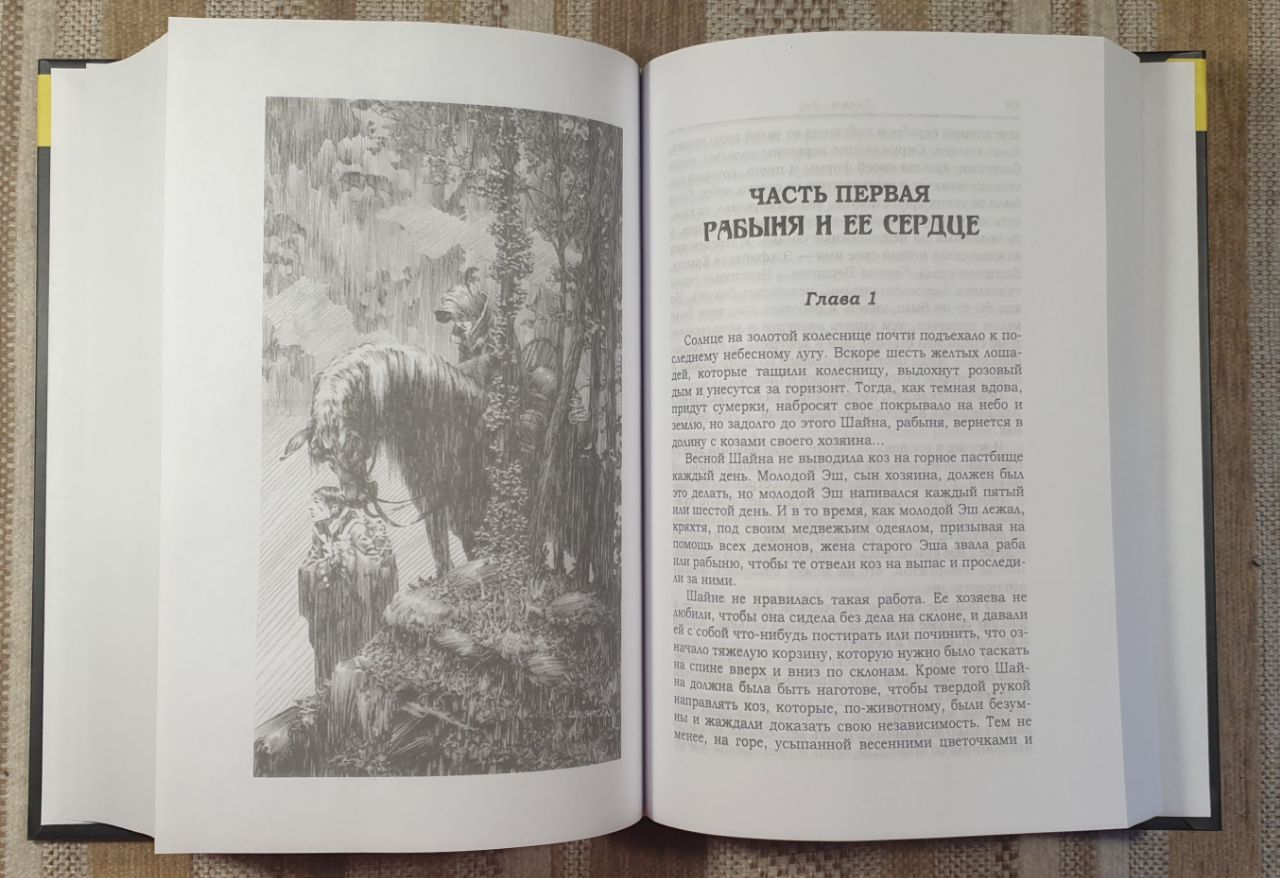 ЧАСТЬ ПЕРВАЯ
РАБЫНЯ И ЕЕ СЕРДЦЕ
Глава 1
Солнце на золотой колеснице почти подъехало к по-
следнему небесному лугу. Вскоре шесть желтых лоша-
дей, которые тащили колесницу, выдохнут розовый
дым и унесутся за горизонт. Тогда, как темная вдова,
придут сумерки, набросят свое покрывало на небо и
землю, но задолго до этого Шайна, рабыня, вернется в
долину с козами своего хозяина...
Весной Шайна не выводила коз на горное пастбище
каждый день. Молодой Эш, сын хозяина, должен был
это делать, но молодой Эш напивался каждый пятый
или шестой день. И в то время, как молодой Эш лежал,
кряхтя, под своим медвежьим одеялом, призывая на
помощь всех демонов, жена старого Эша звала раба
или рабыню, чтобы те отвели коз на выпас и проследи-
ли за ними.
Шайне не нравилась такая работа. Ее хозяева не
любили, чтобы она сидела без дела на склоне, и давали
ей с собой что-нибудь постирать или починить, что оз-
начало тяжелую корзину, которую нужно было таскать
на спине вверх и вниз по склонам. Кроме того Шай-
на должна была быть наготове, чтобы твердой рукой
направлять коз, которые, по-животному, были безум-
ны и жаждали доказать свою независимость. Тем не
менее, на горе, усыпанной весенними цветочками и